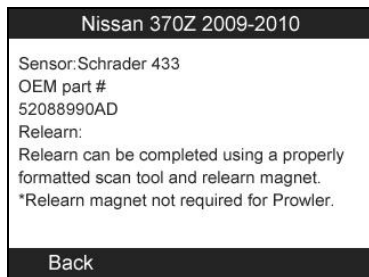 Nissan 370Z 2009-2010
Sensor:Schrader 433
OEM part #
52088990AD
Relearn:
Relearn can be completed using a properly
formatted scan tool and relearn magnet.
*Relearn magnet not required for Prowler.
Back